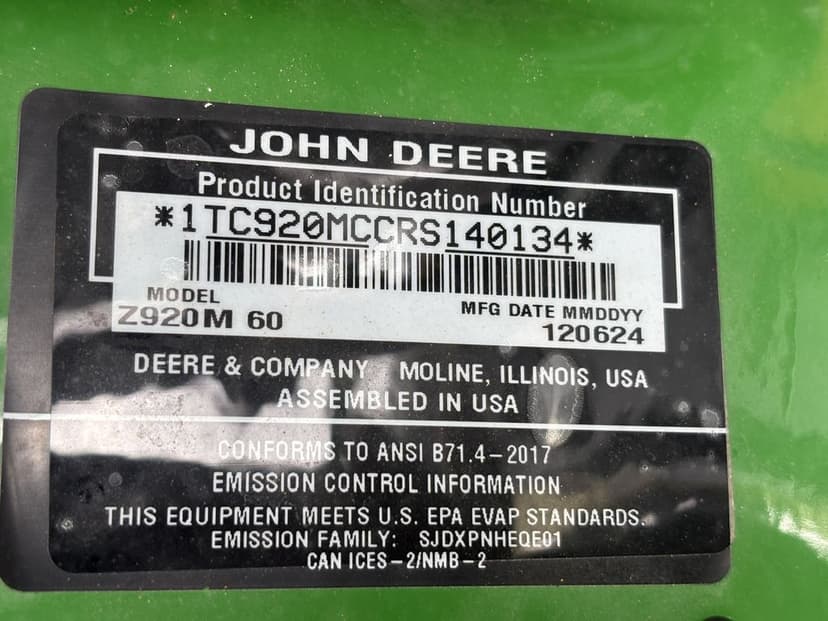 JOHN DEERE
Product Identification Number
*1TC920MCCRS140134*
MODEL
Z920M 60
MFG DATE MMDDYY
120624
DEERE & COMPANY MOLINE, ILLINOIS, USA
ASSEMBLED IN USA
CONFORMS TO ANSI B71.4-2017
EMISSION CONTROL INFORMATION
THIS EQUIPMENT MEETS U.S. EPA EVAP STANDARDS.
EMISSION FAMILY: SJDXPNHEQE01
CAN ICES-2/NMB-2